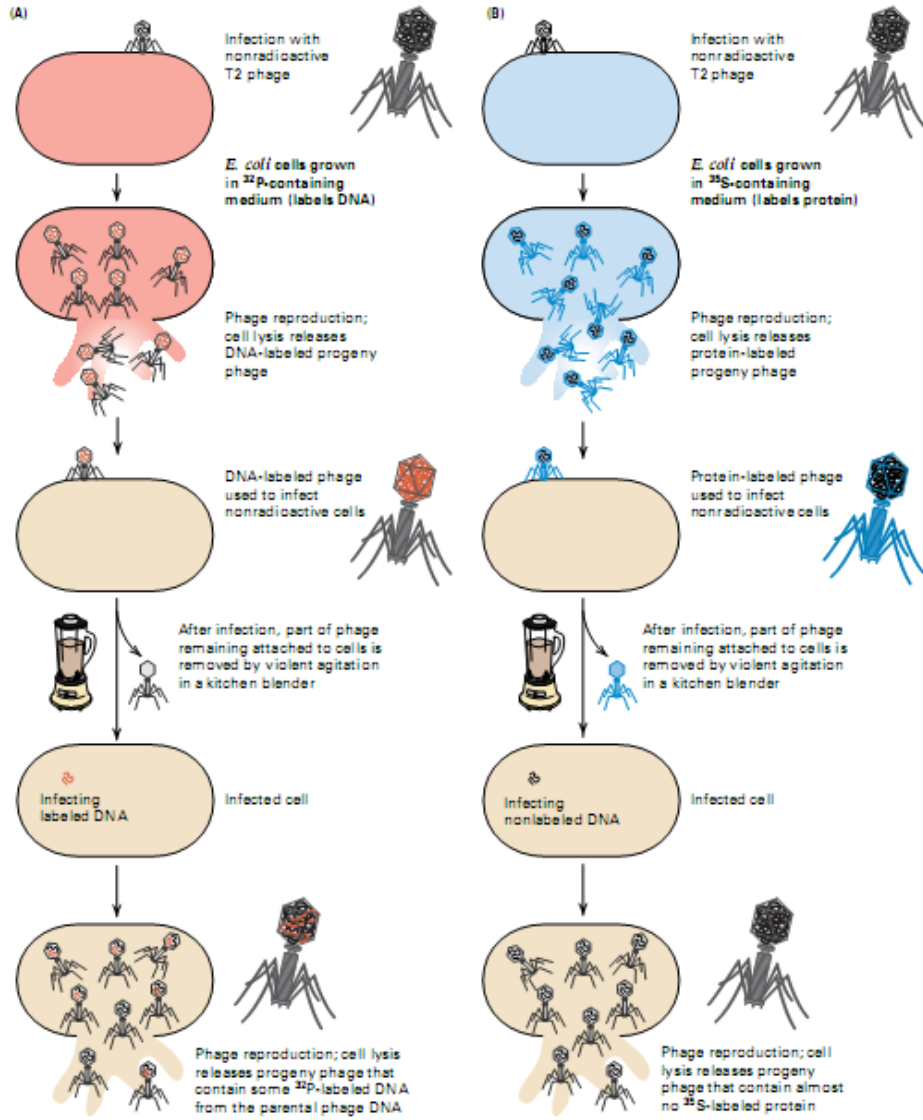 (A)
Infection with
nonradioactive
T2 phage
E. coli cells grown
in ³²P-containing
medium (labels DNA)
Phage reproduction;
cell lysis releases
DNA-labeled progeny
phage
DNA-labeled phage
used to infect
nonradioactive cells
After infection, part of phage
remaining attached to cells is
removed by violent agitation
in a kitchen blender
Infecting
labeled DNA
Infected cell
Phage reproduction; cell lysis
releases progeny phage that
contain some ³²P-labeled DNA
from the parental phage DNA
(B)
Infection with
nonradioactive
T2 phage
E. coli cells grown
in ³⁵S-containing
medium (labels protein)
Phage reproduction;
cell lysis releases
protein-labeled
progeny phage
Protein-labeled phage
used to infect
nonradioactive cells
After infection, part of phage
remaining attached to cells is
removed by violent agitation
in a kitchen blender
Infecting
nonlabeled DNA
Infected cell
Phage reproduction; cell
lysis releases progeny
phage that contain almost
no ³⁵S-labeled protein